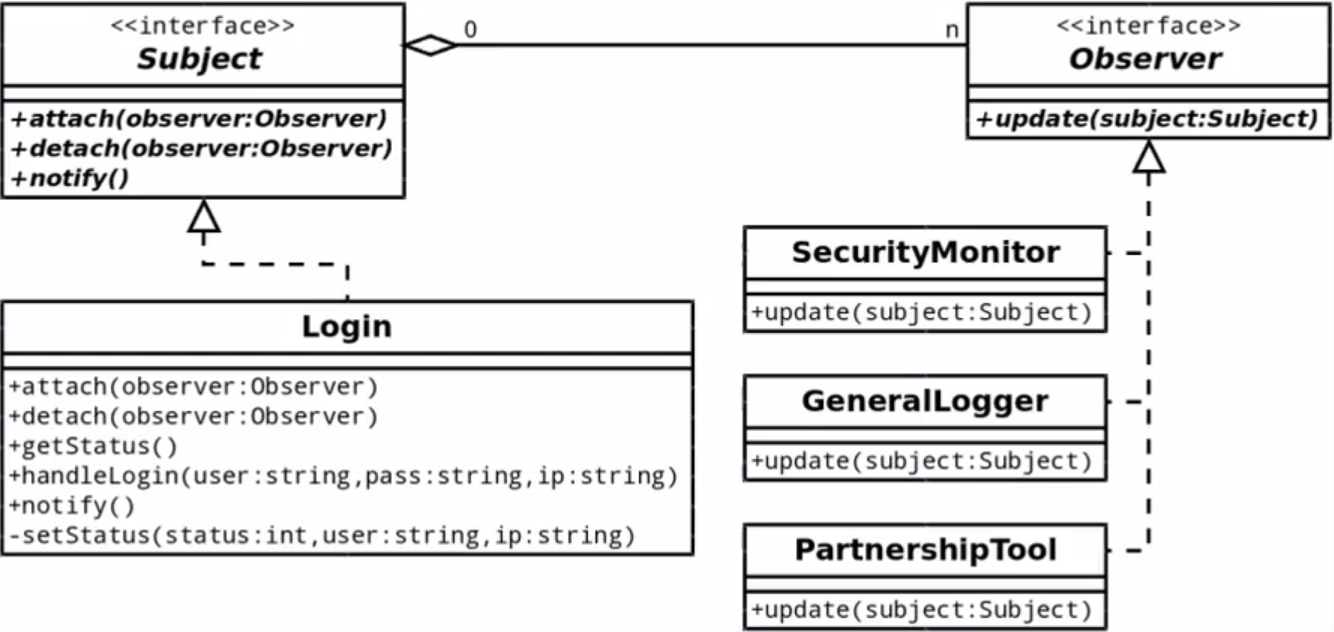 <<interface>>
Subject
+attach(observer:Observer)
+detach(observer:Observer)
+notify()
0
n
<<interface>>
Observer
+update(subject:Subject)
Login
+attach(observer:Observer)
+detach(observer:Observer)
+getStatus()
+handleLogin(user:string,pass:string,ip:string)
+notify()
-setStatus(status:int,user:string,ip:string)
SecurityMonitor
+update(subject:Subject)
GeneralLogger
+update(subject:Subject)
PartnershipTool
+update(subject:Subject)